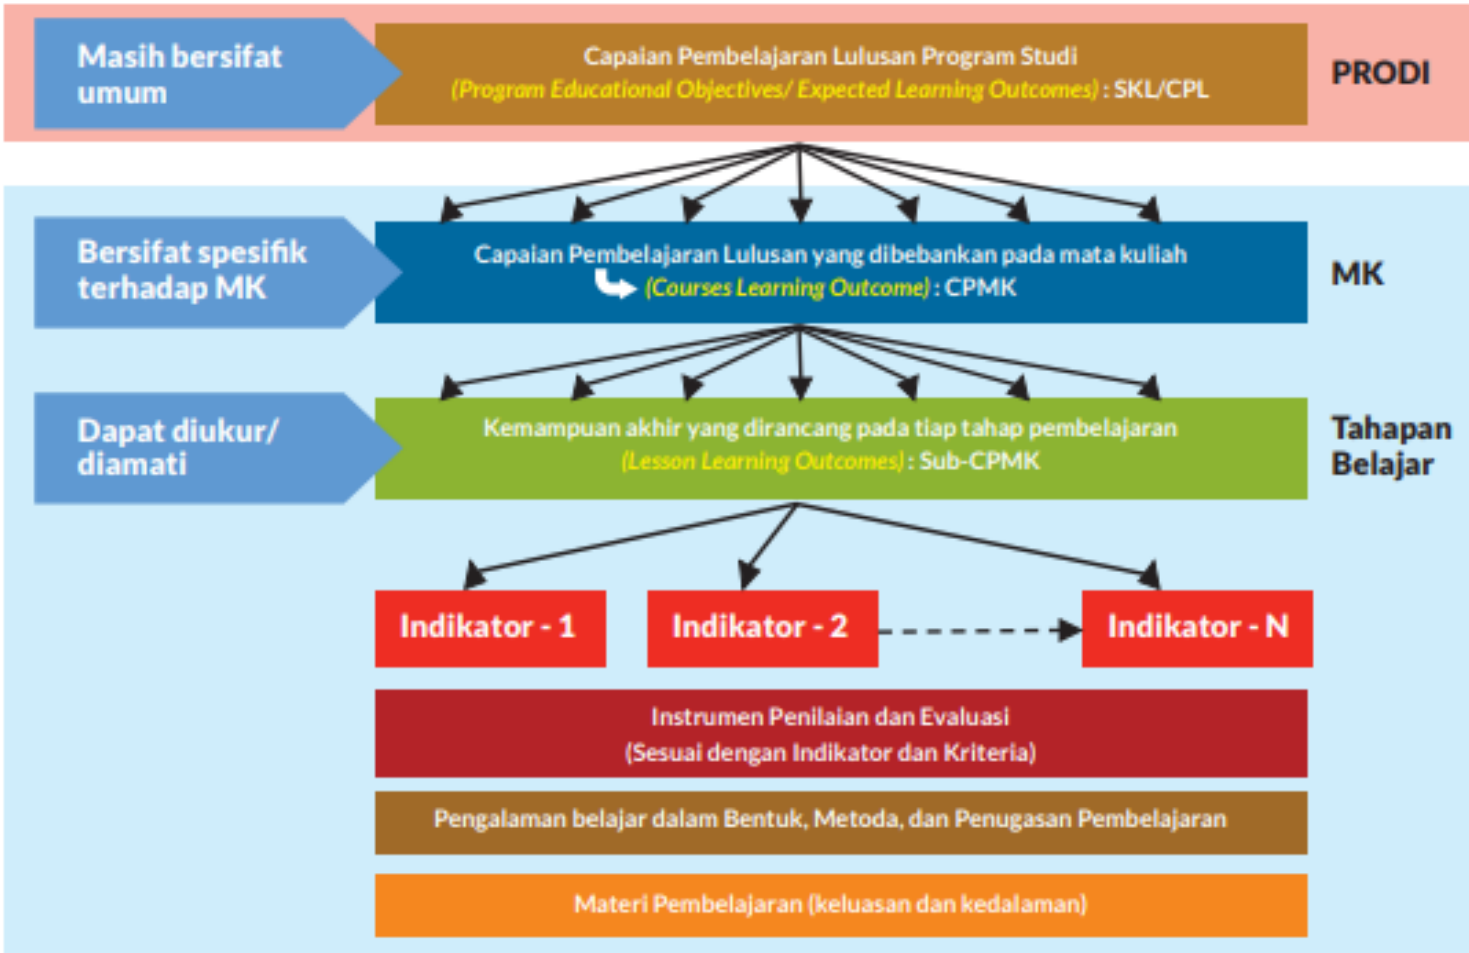 Masih bersifat
umum
Capaian Pembelajaran Lulusan Program Studi
(Program Educational Objectives/ Expected Learning Outcomes) : SKL/CPL
PRODI
Bersifat spesifik
terhadap MK
Capaian Pembelajaran Lulusan yang dibebankan pada mata kuliah
(Courses Learning Outcome) : CPMK
MK
Dapat diukur/
diamati
Kemampuan akhir yang dirancang pada tiap tahap pembelajaran
(Lesson Learning Outcomes) : Sub-CPMK
Tahapan
Belajar
Indikator - 1
Indikator - 2
Indikator - N
Instrumen Penilaian dan Evaluasi
(Sesuai dengan Indikator dan Kriteria)
Pengalaman belajar dalam Bentuk, Metoda, dan Penugasan Pembelajaran
Materi Pembelajaran (keluasan dan kedalaman)